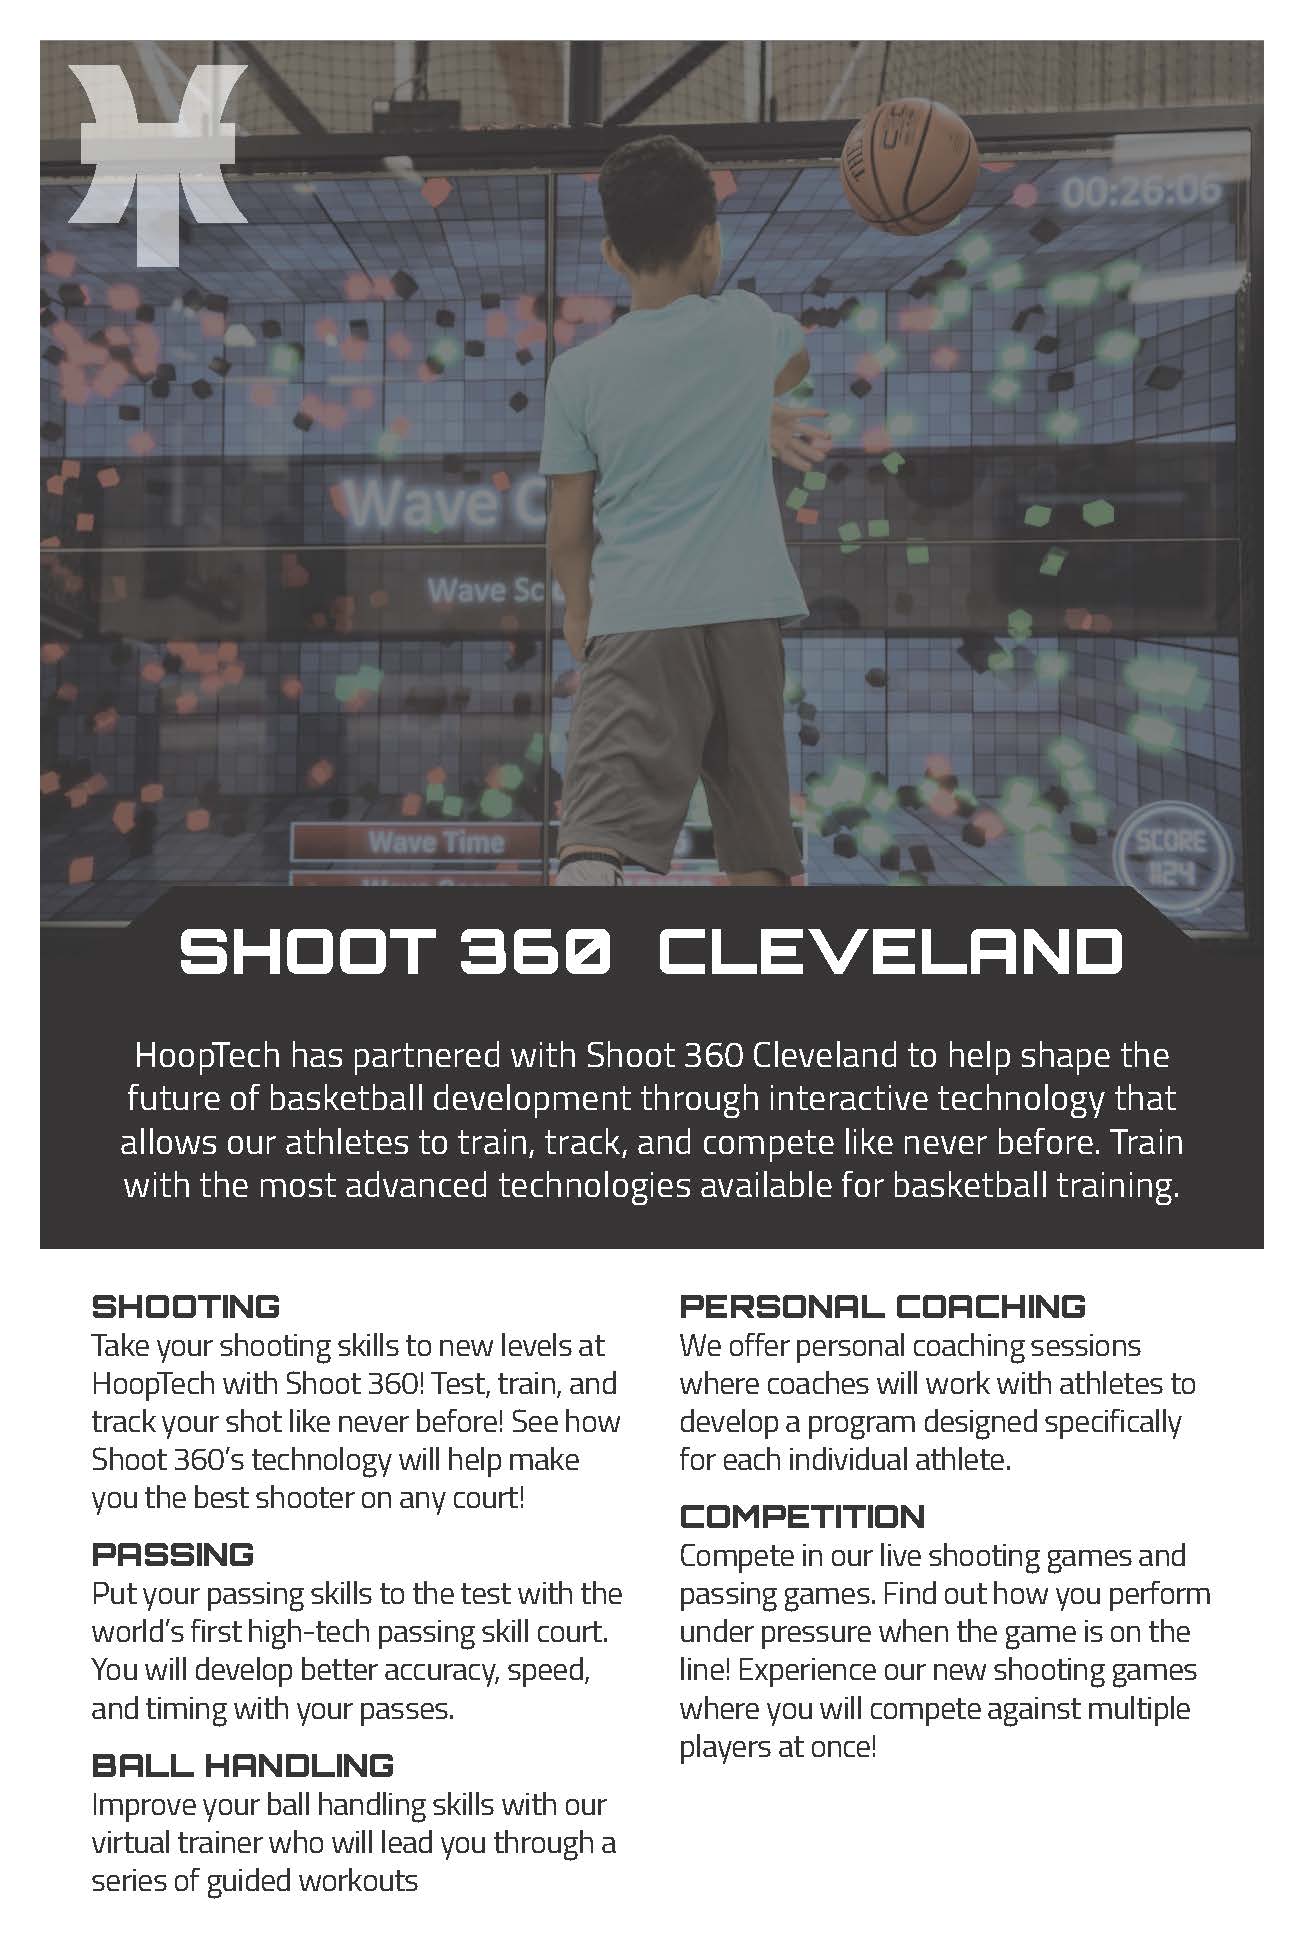 00:26:06
Wave C
Wave Sc
Wave Time
SCORE
1124
SHOOT 360 CLEVELAND
HoopTech has partnered with Shoot 360 Cleveland to help shape the
future of basketball development through interactive technology that
allows our athletes to train, track, and compete like never before. Train
with the most advanced technologies available for basketball training.
SHOOTING
Take your shooting skills to new levels at
HoopTech with Shoot 360! Test, train, and
track your shot like never before! See how
Shoot 360's technology will help make
you the best shooter on any court!
PASSING
Put your passing skills to the test with the
world's first high-tech passing skill court.
You will develop better accuracy, speed,
and timing with your passes.
BALL HANDLING
Improve your ball handling skills with our
virtual trainer who will lead you through a
series of guided workouts
PERSONAL COACHING
We offer personal coaching sessions
where coaches will work with athletes to
develop a program designed specifically
for each individual athlete.
COMPETITION
Compete in our live shooting games and
passing games. Find out how you perform
under pressure when the game is on the
line! Experience our new shooting games
where you will compete against multiple
players at once!